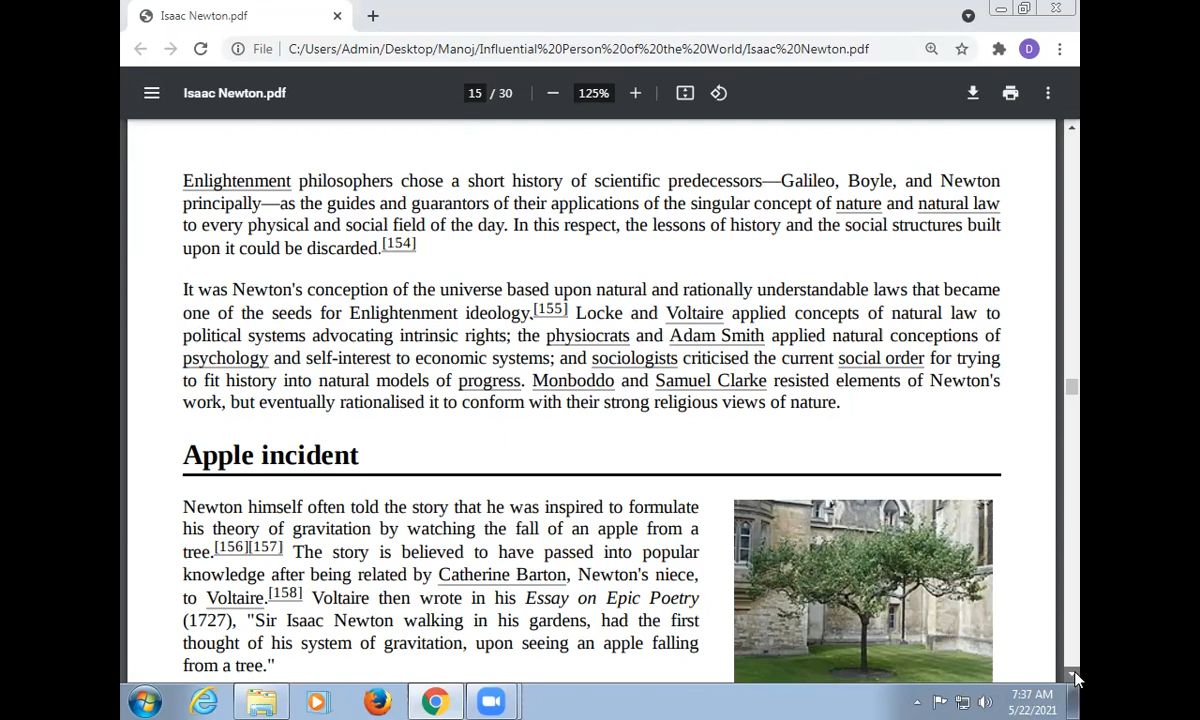 Isaac Newton.pdf
File C:/Users/Admin/Desktop/Manoj/Influential%20Person%20of%20the%20World/Isaac%20Newton.pdf
D
Isaac Newton.pdf
15 / 30
125%
Enlightenment philosophers chose a short history of scientific predecessors—Galileo, Boyle, and Newton
principally—as the guides and guarantors of their applications of the singular concept of nature and natural law
to every physical and social field of the day. In this respect, the lessons of history and the social structures built
upon it could be discarded.[154]
It was Newton's conception of the universe based upon natural and rationally understandable laws that became
one of the seeds for Enlightenment ideology.[155] Locke and Voltaire applied concepts of natural law to
political systems advocating intrinsic rights; the physiocrats and Adam Smith applied natural conceptions of
psychology and self-interest to economic systems; and sociologists criticised the current social order for trying
to fit history into natural models of progress. Monboddo and Samuel Clarke resisted elements of Newton's
work, but eventually rationalised it to conform with their strong religious views of nature.
Apple incident
Newton himself often told the story that he was inspired to formulate
his theory of gravitation by watching the fall of an apple from a
tree.[156][157] The story is believed to have passed into popular
knowledge after being related by Catherine Barton, Newton's niece,
to Voltaire.[158] Voltaire then wrote in his Essay on Epic Poetry
(1727), "Sir Isaac Newton walking in his gardens, had the first
thought of his system of gravitation, upon seeing an apple falling
from a tree."
7:37 AM
5/22/2021